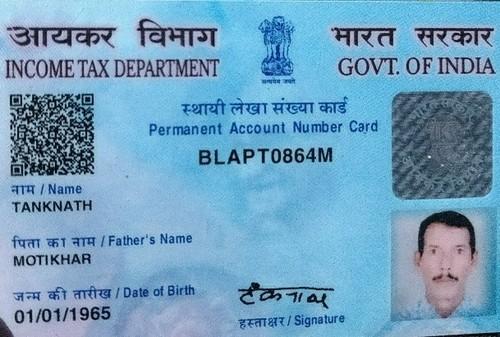 आयकर विभाग
INCOME TAX DEPARTMENT
सत्यमेव जयते
भारत सरकार
GOVT. OF INDIA
स्थायी लेखा संख्या कार्ड
Permanent Account Number Card
BLAPT0864M
नाम / Name
TANKNATH
पिता का नाम / Father's Name
MOTIKHAR
जन्म की तारीख / Date of Birth
01/01/1965
टंकनाथ
हस्ताक्षर / Signature